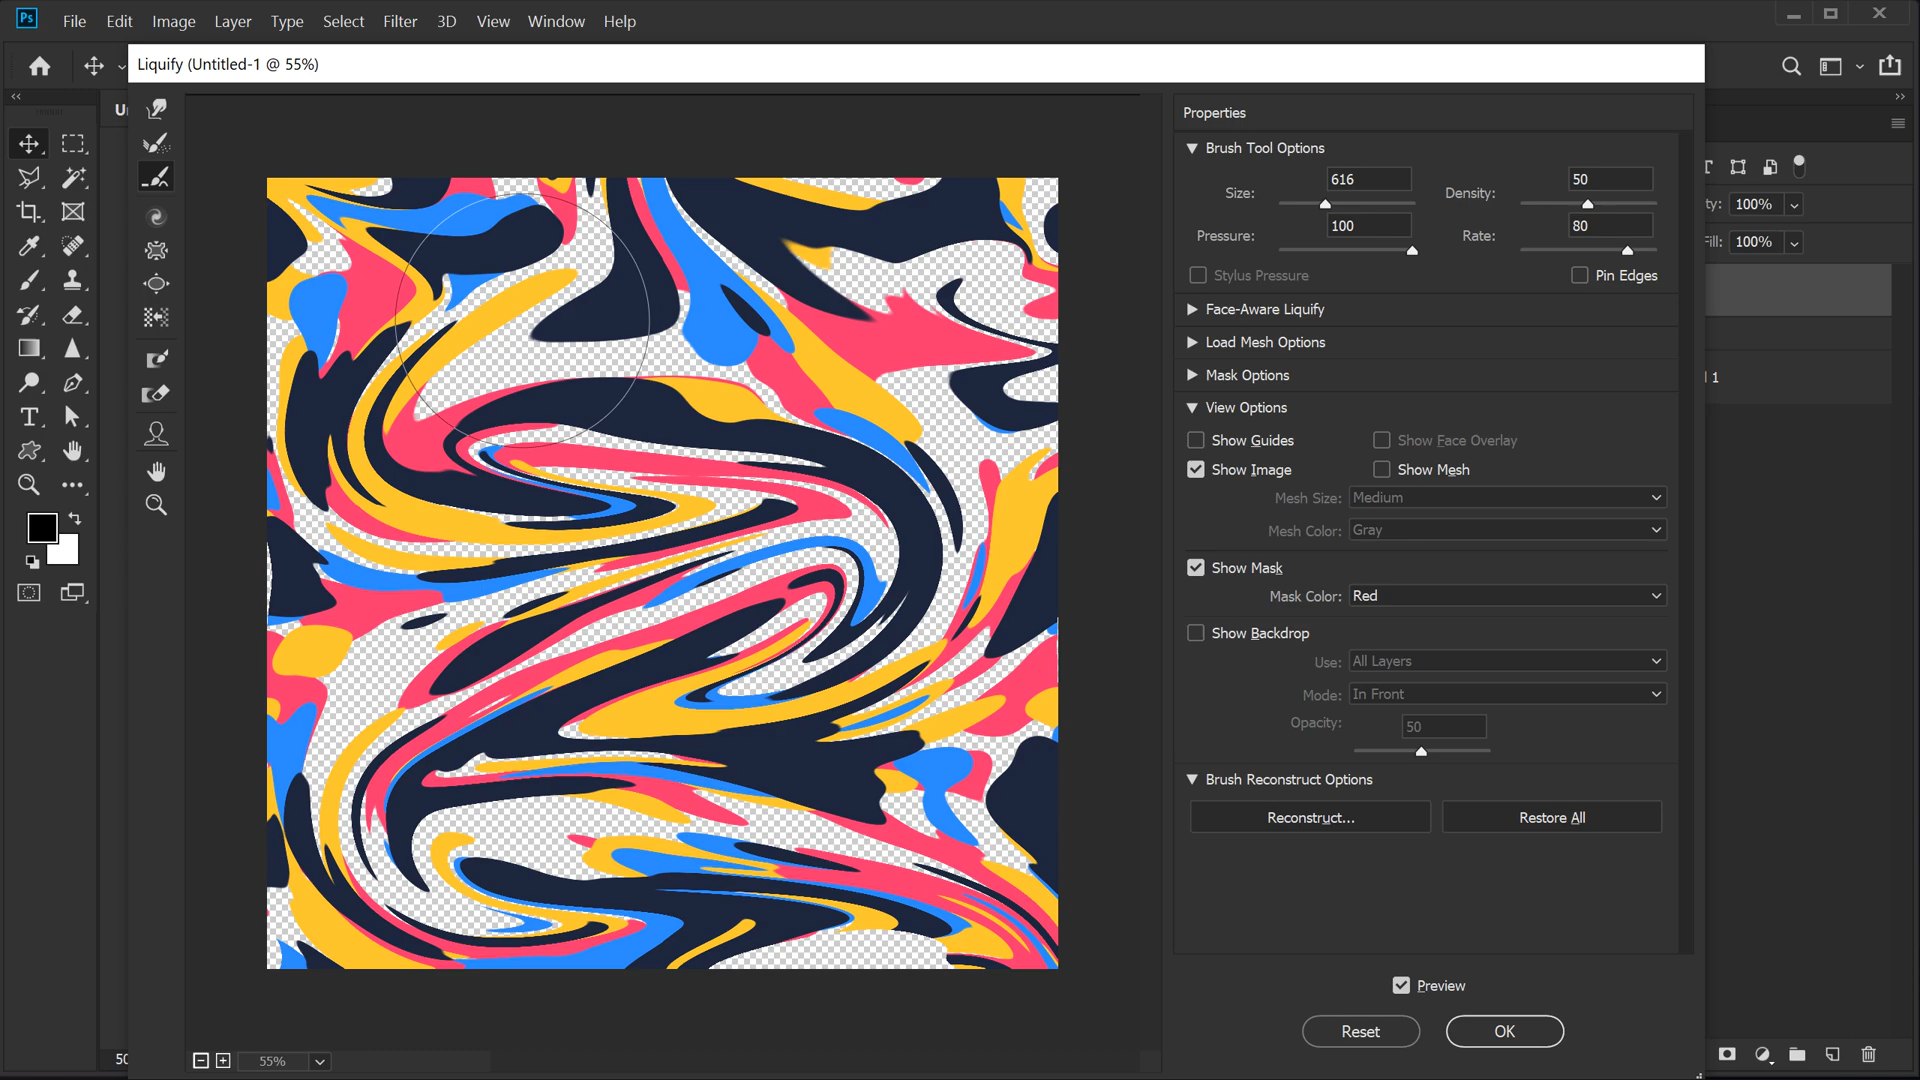 Ps File Edit Image Layer Type Select Filter 3D View Window Help
Liquify (Untitled-1 @ 55%)
Properties
Brush Tool Options
Size: 616 Density: 50
Pressure: 100 Rate: 80
Stylus Pressure Pin Edges
Face-Aware Liquify
Load Mesh Options
Mask Options
View Options
Show Guides Show Face Overlay
Show Image Show Mesh
Mesh Size: Medium
Mesh Color: Gray
Show Mask
Mask Color: Red
Show Backdrop
Use: All Layers
Mode: In Front
Opacity: 50
Brush Reconstruct Options
Reconstruct... Restore All
Preview
Reset OK
55%
ty: 100%
Fill: 100%
1
50